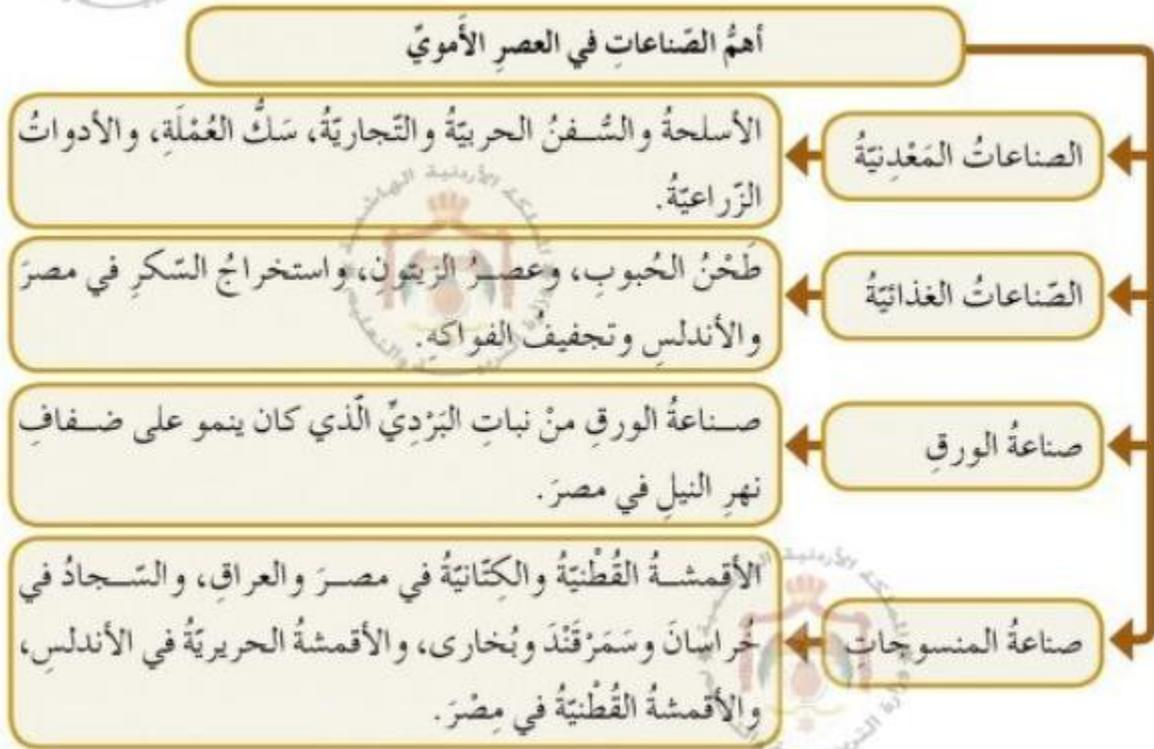 أهمُّ الصّناعاتِ في العصرِ الأَمويّ
الصناعاتُ المَعْدِنيّةُ
الأسلحةُ والسُّفنُ الحربيّةُ والتّجاريّةُ، سَكُّ العُمْلَةِ، والأدواتُ
الزّراعيّةُ.
الصّناعاتُ الغذائيّةُ
طَحْنُ الحُبوبِ، وعصرُ الزيتونِ، واستخراجُ السّكرِ في مصرَ
والأندلسِ وتجفيفُ الفواكه.
صناعةُ الورقِ
صناعةُ الورقِ منْ نباتِ البَرْدِيِّ الّذي كان ينمو على ضفافِ
نهرِ النيلِ في مصرَ.
صناعةُ المنسوجاتِ
الأقمشةُ القُطْنيّةُ والكِتّانيّةُ في مصرَ والعراقِ، والسّجادُ في
خُراسانَ وسَمَرْقَنْدَ وبُخارى، والأقمشةُ الحريريّةُ في الأندلسِ،
والأقمشةُ القُطْنيّةُ في مِصْرَ.